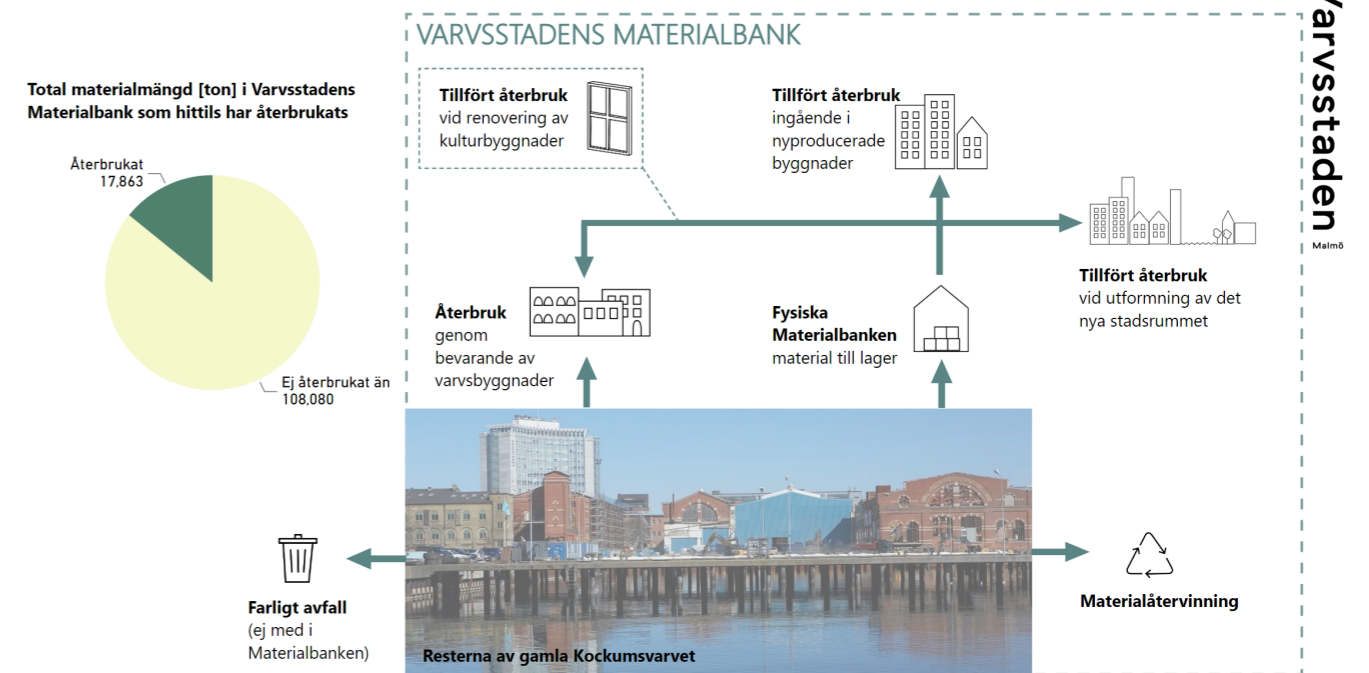 VARVSSTADENS MATERIALBANK
Total materialmängd [ton] i Varvsstadens
Materialbank som hittils har återbrukats
Återbrukat
17,863
Ej återbrukat än
108,080
Tillfört återbruk
vid renovering av
kulturbyggnader
Tillfört återbruk
ingående i
nyproducerade
byggnader
Tillfört återbruk
vid utformning av det
nya stadsrummet
Återbruk
genom
bevarande av
varvsbyggnader
Fysiska
Materialbanken
material till lager
Farligt avfall
(ej med i
Materialbanken)
Resterna av gamla Kockumsvarvet
Materialåtervinning
Varvsstaden
Malmö